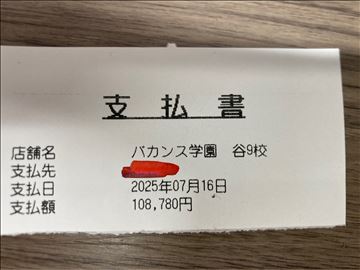 支払書
店舗名 バカンス学園 谷9校
支払先
支払日 2025年07月16日
支払額 108,780円